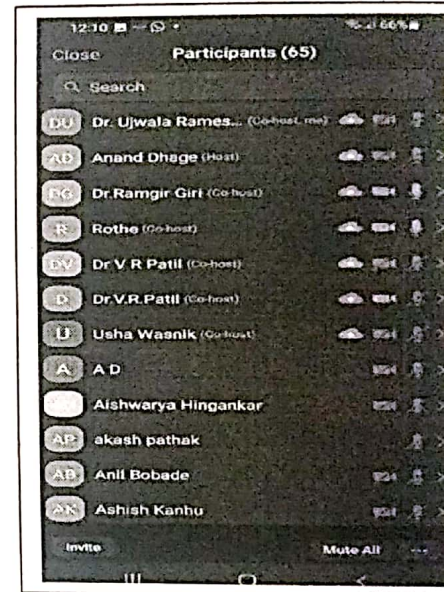 12:10 66%
Close Participants (65)
Search
DU Dr. Ujwala Rames... (Co-host, me)
AD Anand Dhage (Host)
DG Dr.Ramgir Giri (Co-host)
R Rothe (Co-host)
DV Dr V R Patil (Co-host)
D Dr.V.R.Patil (Co-host)
U Usha Wasnik (Co-host)
A A D
Aishwarya Hingankar
AP akash pathak
AB Anil Bobade
AK Ashish Kanhu
Invite Mute All ...